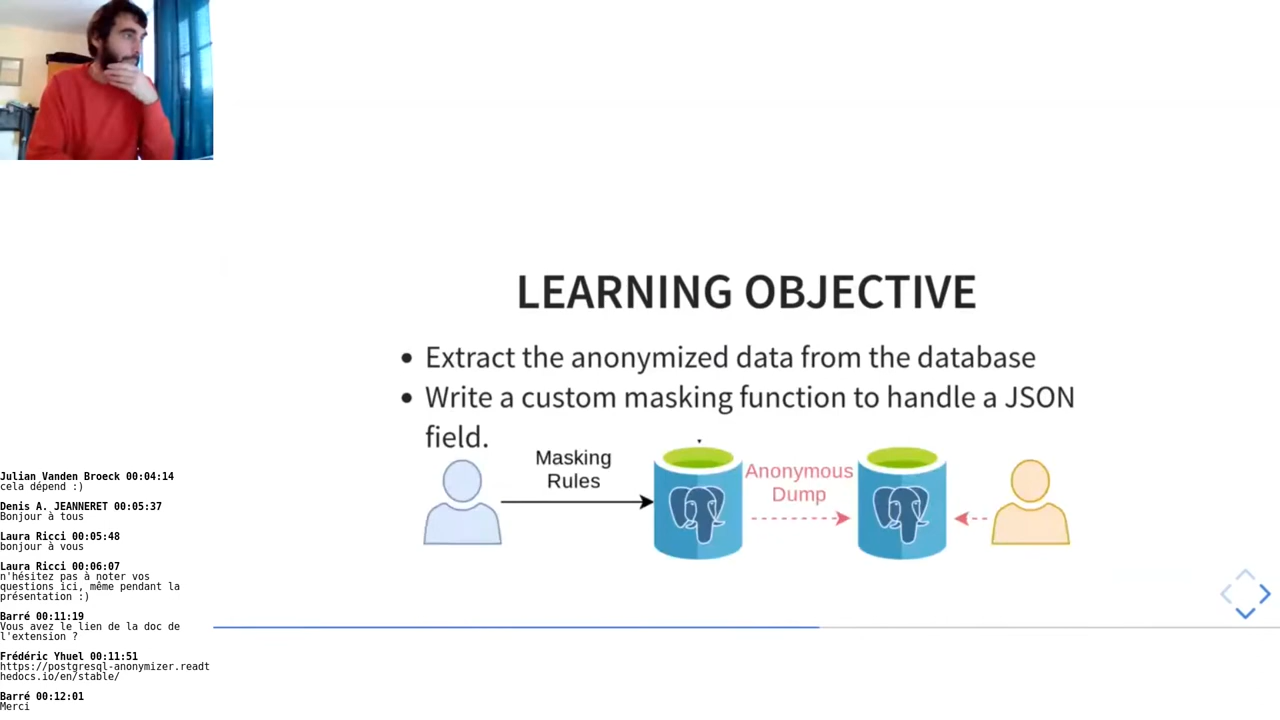 LEARNING OBJECTIVE
Extract the anonymized data from the database
Write a custom masking function to handle a JSON
field.
Masking
Rules
Anonymous
Dump
Julian Vanden Broeck 00:04:14
cela dépend :)
Denis A. JEANNERET 00:05:37
Bonjour à tous
Laura Ricci 00:05:48
bonjour à vous
Laura Ricci 00:06:07
n'hésitez pas à noter vos
questions ici, même pendant la
présentation :)
Barré 00:11:19
Vous avez le lien de la doc de
l'extension ?
Frédéric Yhuel 00:11:51
https://postgresql-anonymizer.readt
hedocs.io/en/stable/
Barré 00:12:01
Merci